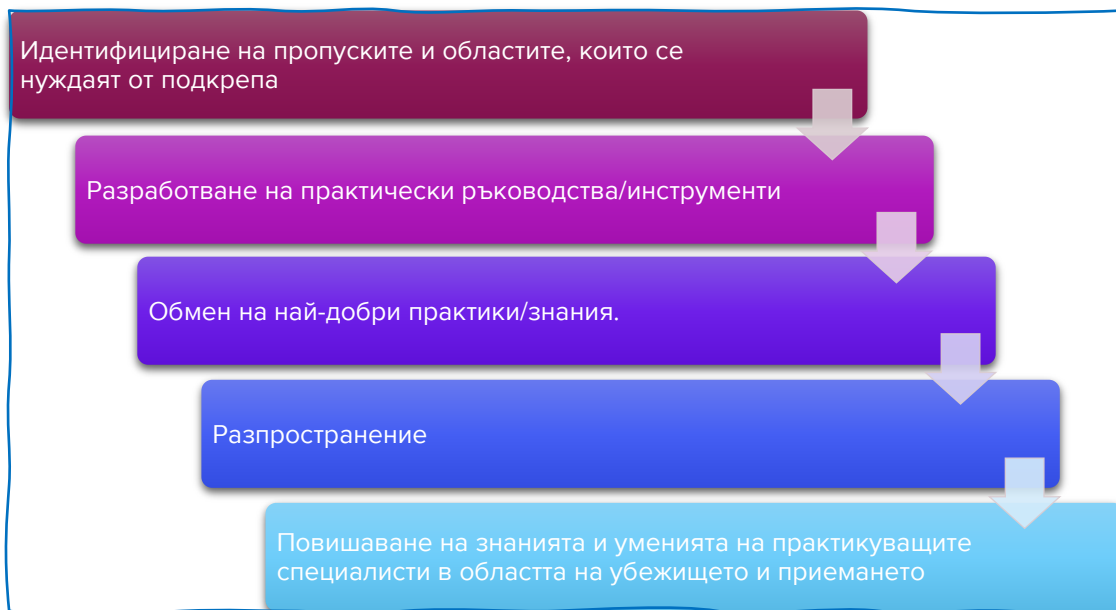 Идентифициране на пропуските и областите, които се
нуждаят от подкрепа
Разработване на практически ръководства/инструменти
Обмен на най-добри практики/знания.
Разпространение
Повишаване на знанията и уменията на практикуващите
специалисти в областта на убежището и приемането